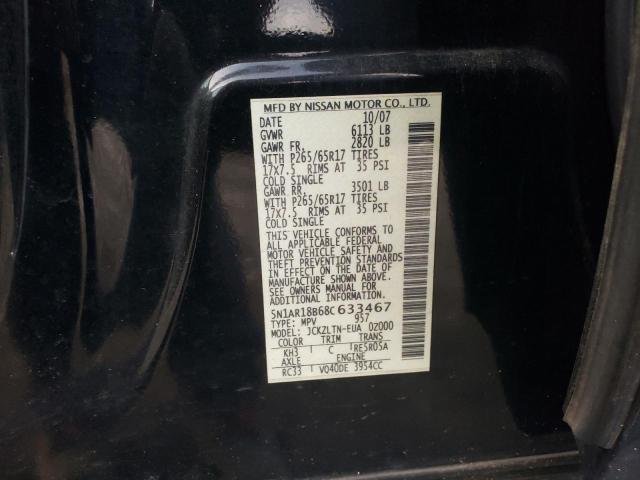 MFD BY NISSAN MOTOR CO., LTD.
DATE 10/07
GVWR 6113 LB
GAWR FR, 2820 LB
WITH P265/65R17 TIRES
17x7.5 RIMS AT 35 PSI
COLD SINGLE
GAWR RR, 3501 LB
WITH P265/65R17 TIRES
17x7.5 RIMS AT 35 PSI
COLD SINGLE
THIS VEHICLE CONFORMS TO
ALL APPLICABLE FEDERAL
MOTOR VEHICLE SAFETY AND
THEFT PREVENTION STANDARDS
IN EFFECT ON THE DATE OF
MANUFACTURE SHOWN ABOVE.
SEE OWNERS MANUAL FOR
ADDITIONAL INFORMATION.
5N1AR18B68C633467
TYPE: MPV 957
MODEL: JCKZLTN-EUA 02000
COLOR TRIM TRANS
KH3 C RE5R05A
AXLE ENGINE
RC33 VQ40DE 3954CC